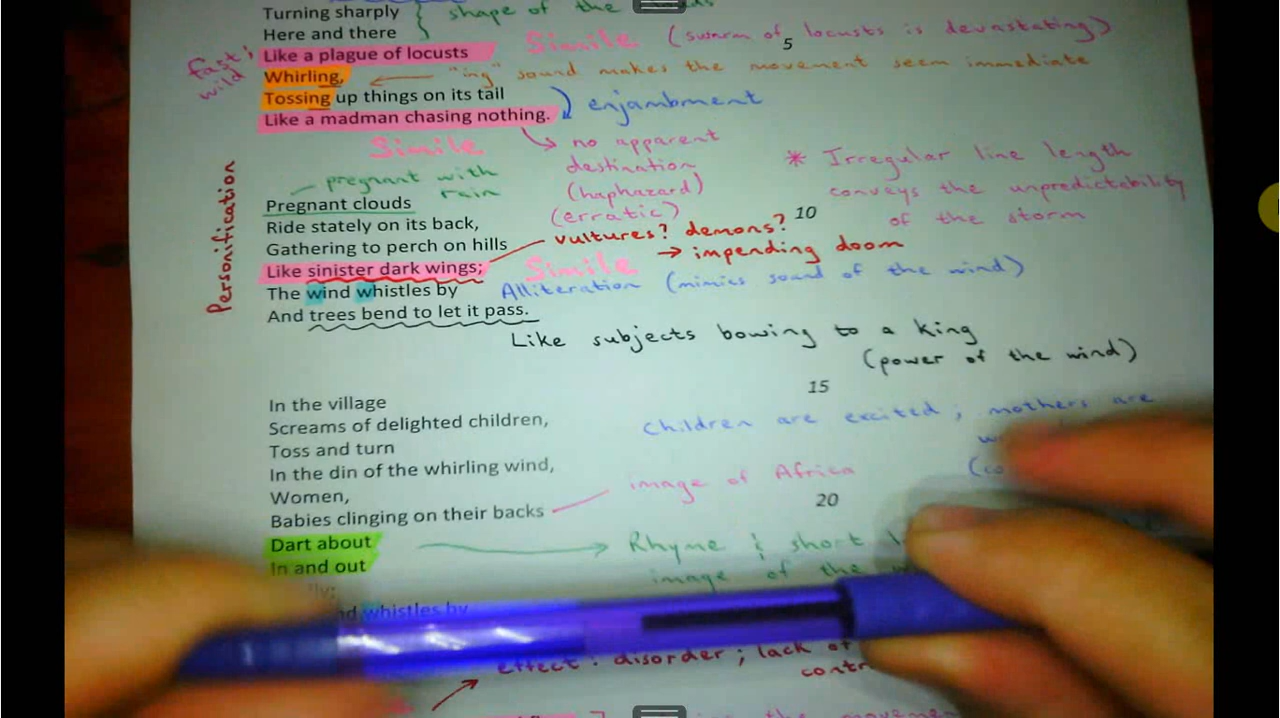 Turning sharply } shape of the
Here and there
Like a plague of locusts Simile (swarm of locusts is devastating)
5
fast; wild
Whirling, "ing" sound makes the movement seem immediate
Tossing up things on its tail enjambment
Like a madman chasing nothing.
Simile
no apparent destination (haphazard) (erratic)
* Irregular line length conveys the unpredictability of the storm
Personification
pregnant with rain
Pregnant clouds
10
Ride stately on its back,
Gathering to perch on hills vultures? demons?
→ impending doom
Like sinister dark wings; Simile
The wind whistles by Alliteration (mimics sound of the wind)
And trees bend to let it pass.
Like subjects bowing to a king
(power of the wind)
15
In the village
Screams of delighted children, children are excited; mothers are
Toss and turn
In the din of the whirling wind,
Women, image of Africa
Babies clinging on their backs 20
Dart about → Rhyme & short
In and out image of the
whistles by
effect: disorder; lack of